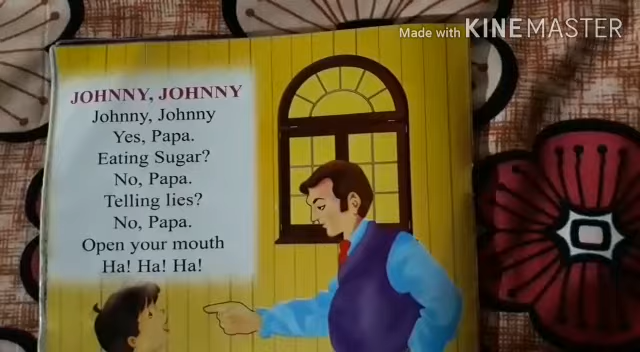 Made with KINEMASTER
JOHNNY, JOHNNY
Johnny, Johnny
Yes, Papa.
Eating Sugar?
No, Papa.
Telling lies?
No, Papa.
Open your mouth
Ha! Ha! Ha!